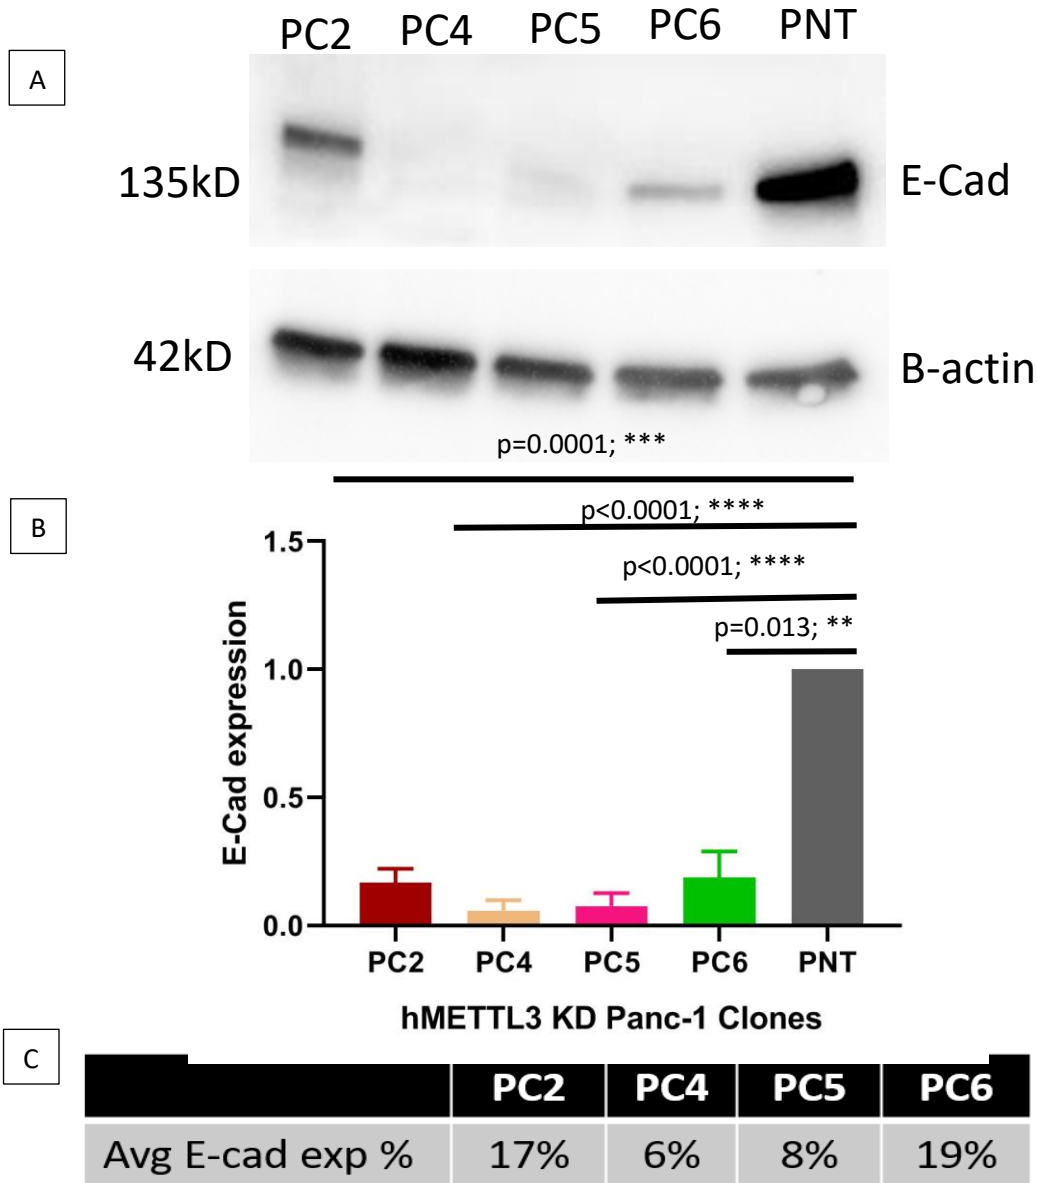 PC2 PC4 PC5 PC6 PNT
A
135kD E-Cad
42kD B-actin
p=0.0001; ***
B
p<0.0001; ****
1.5
p<0.0001; ****
p=0.013; **
1.0
E-Cad expression
0.5
0.0
PC2 PC4 PC5 PC6 PNT
hMETTL3 KD Panc-1 Clones
C
PC2 PC4 PC5 PC6
Avg E-cad exp % 17% 6% 8% 19%